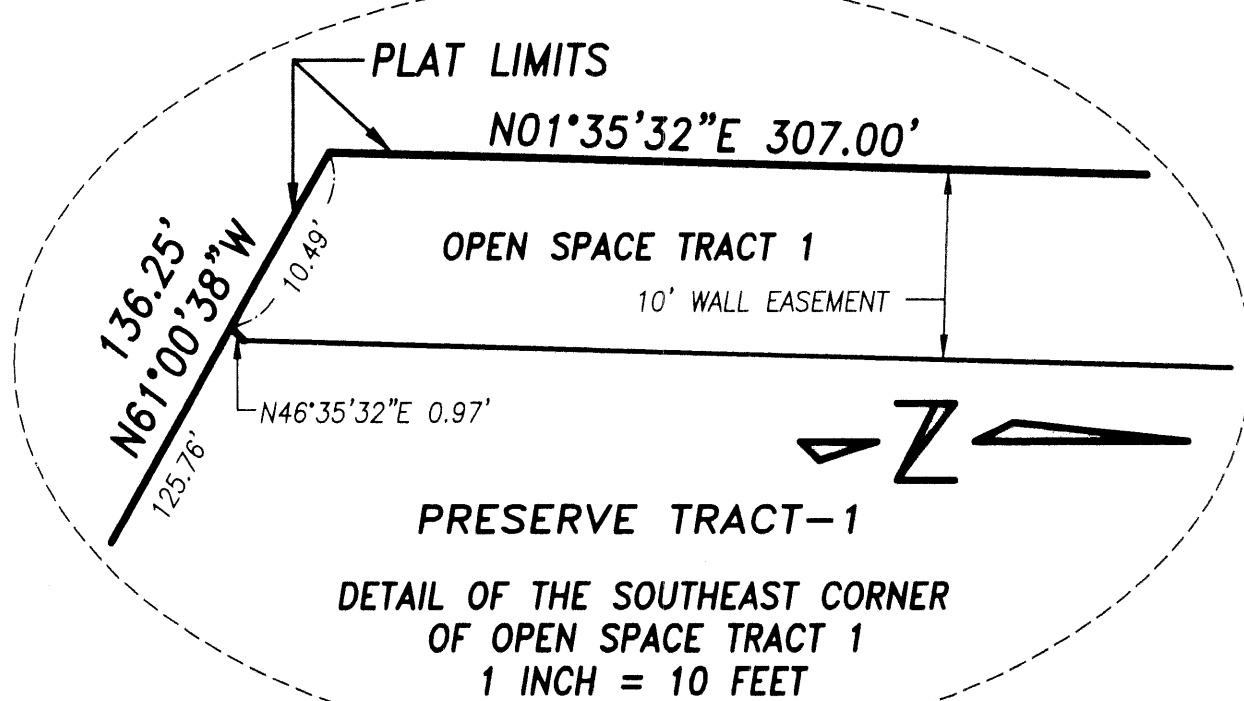 PLAT LIMITS
N01°35'32"E 307.00'
136.25'
N61°00'38"W
10.49'
OPEN SPACE TRACT 1
10' WALL EASEMENT
N46°35'32"E 0.97'
125.76'
N
PRESERVE TRACT-1
DETAIL OF THE SOUTHEAST CORNER
OF OPEN SPACE TRACT 1
1 INCH = 10 FEET